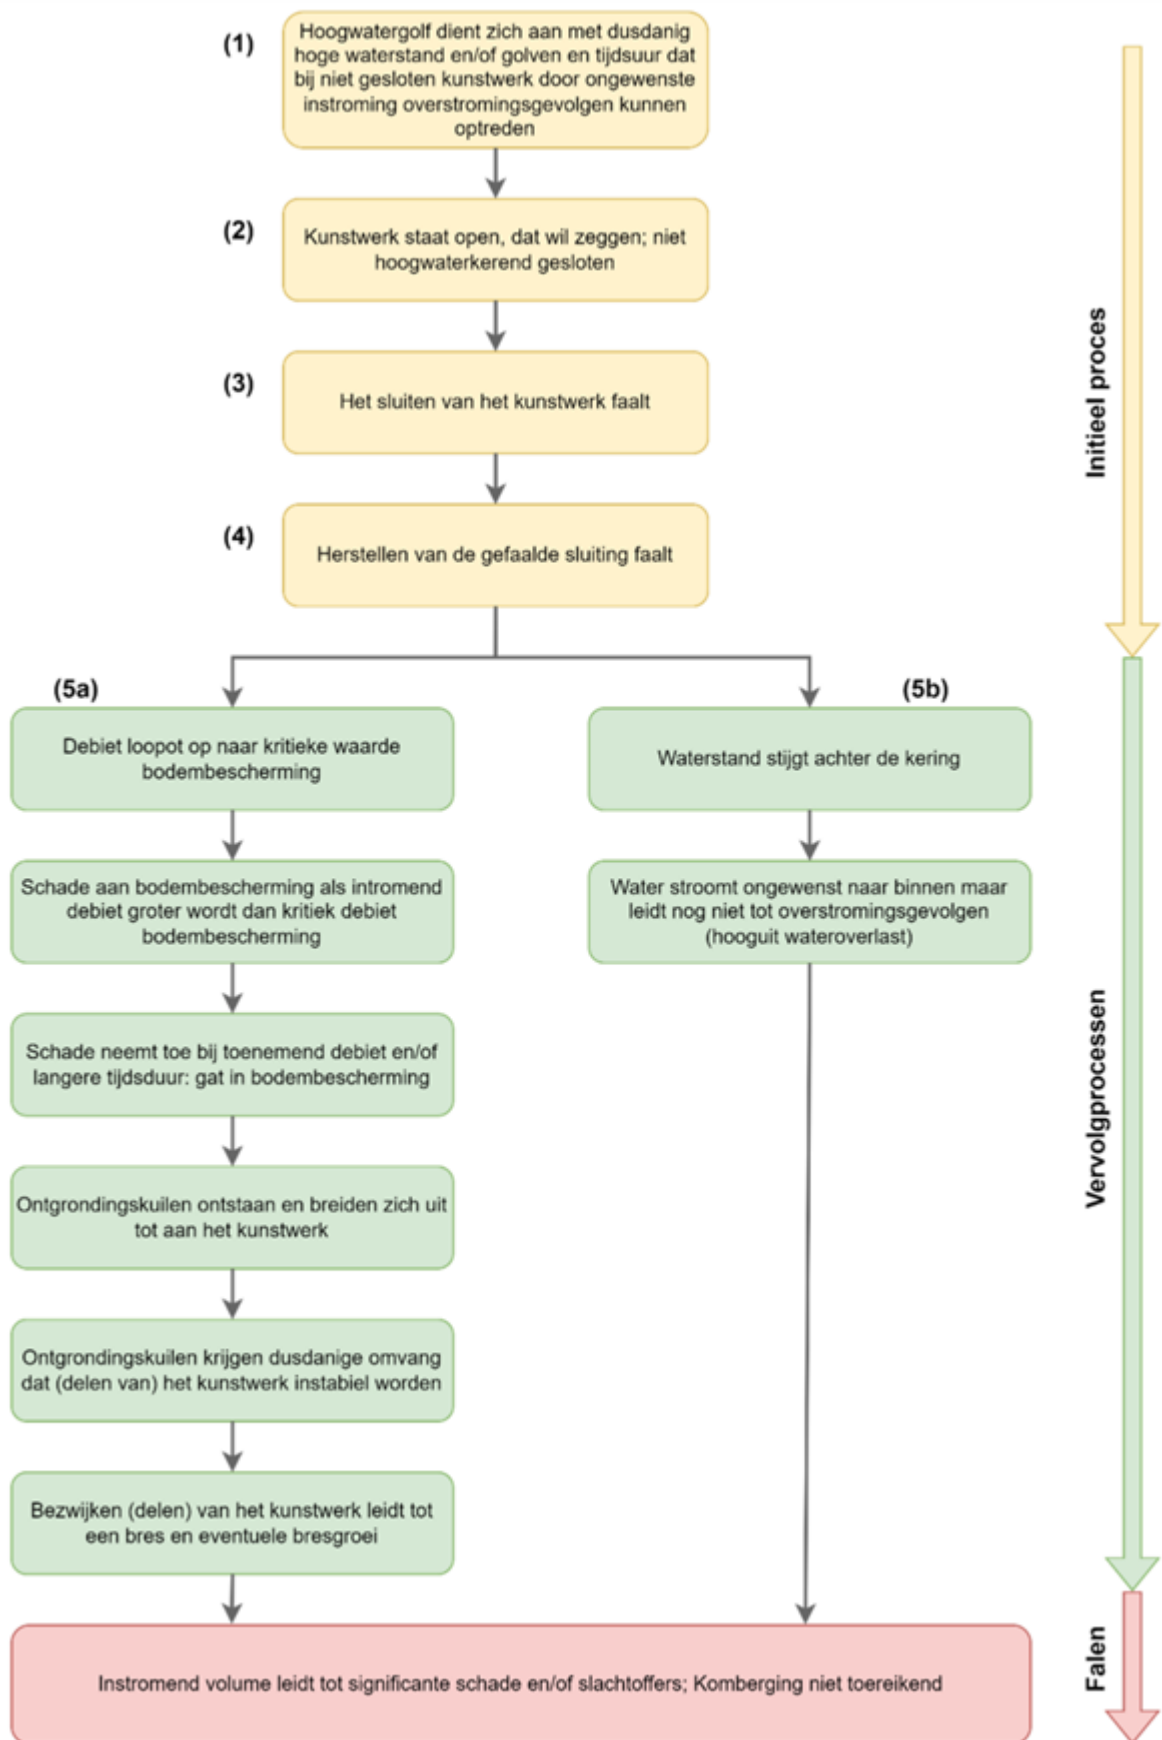 (1)
Hoogwatergolf dient zich aan met dusdanig
hoge waterstand en/of golven en tijdsuur dat
bij niet gesloten kunstwerk door ongewenste
instroming overstromingsgevolgen kunnen
optreden
(2)
Kunstwerk staat open, dat wil zeggen; niet
hoogwaterkerend gesloten
(3)
Het sluiten van het kunstwerk faalt
(4)
Herstellen van de gefaalde sluiting faalt
Initieel proces
(5a)
Debiet loopot op naar kritieke waarde
bodembescherming
Schade aan bodembescherming als intromend
debiet groter wordt dan kritiek debiet
bodembescherming
Schade neemt toe bij toenemend debiet en/of
langere tijdsduur: gat in bodembescherming
Ontgrondingskuilen ontstaan en breiden zich uit
tot aan het kunstwerk
Ontgrondingskuilen krijgen dusdanige omvang
dat (delen van) het kunstwerk instabiel worden
Bezwijken (delen) van het kunstwerk leidt tot
een bres en eventuele bresgroei
(5b)
Waterstand stijgt achter de kering
Water stroomt ongewenst naar binnen maar
leidt nog niet tot overstromingsgevolgen
(hooguit wateroverlast)
Vervolgprocessen
Instromend volume leidt tot significante schade en/of slachtoffers; Komberging niet toereikend
Falen